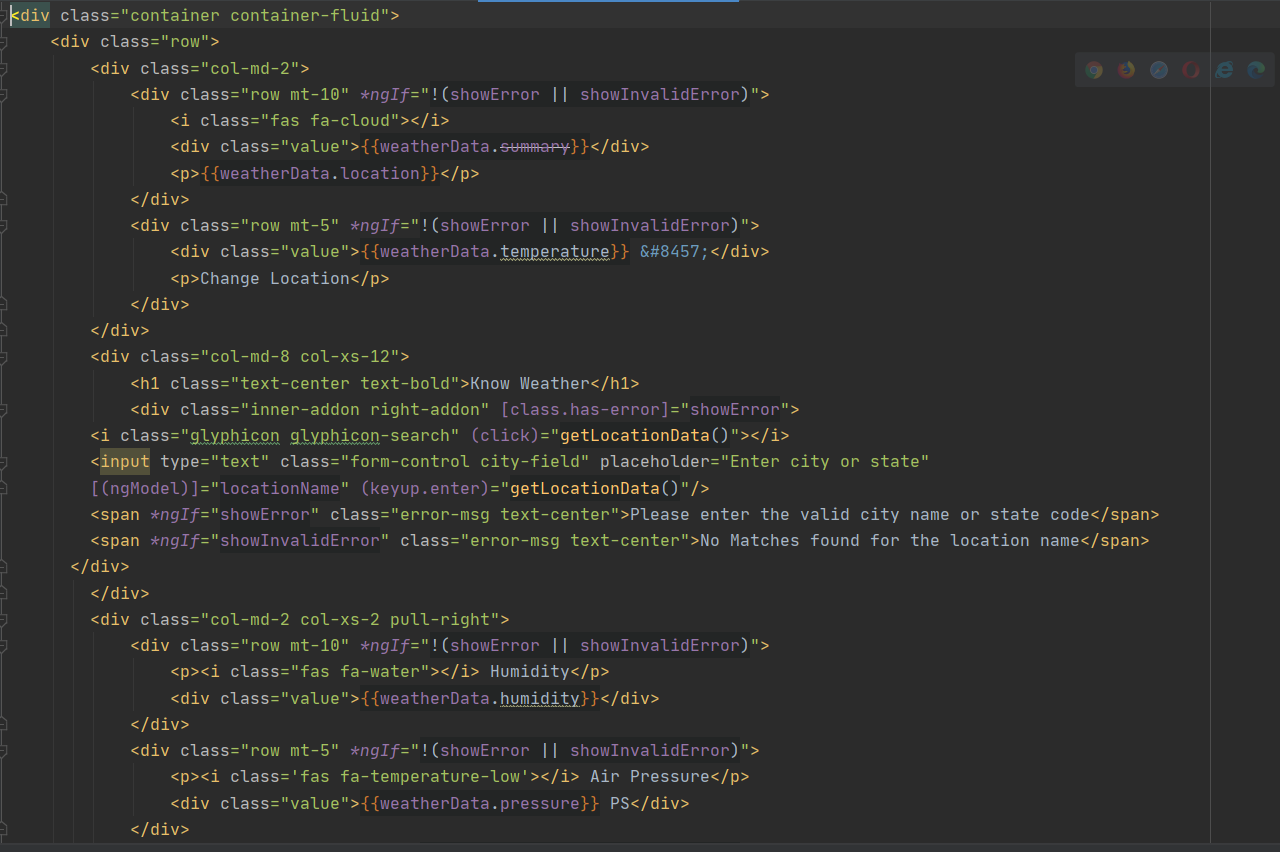 <div class="container container-fluid">
    <div class="row">
        <div class="col-md-2">
            <div class="row mt-10" *ngIf="!(showError || showInvalidError)">
                <i class="fas fa-cloud"></i>
                <div class="value">{{weatherData.summary}}</div>
                <p>{{weatherData.location}}</p>
            </div>
            <div class="row mt-5" *ngIf="!(showError || showInvalidError)">
                <div class="value">{{weatherData.temperature}} &#8457;</div>
                <p>Change Location</p>
            </div>
        </div>
        <div class="col-md-8 col-xs-12">
            <h1 class="text-center text-bold">Know Weather</h1>
            <div class="inner-addon right-addon" [class.has-error]="showError">
        <i class="glyphicon glyphicon-search" (click)="getLocationData()"></i>
        <input type="text" class="form-control city-field" placeholder="Enter city or state"
        [(ngModel)]="locationName" (keyup.enter)="getLocationData()"/>
        <span *ngIf="showError" class="error-msg text-center">Please enter the valid city name or state code</span>
        <span *ngIf="showInvalidError" class="error-msg text-center">No Matches found for the location name</span>
      </div>
        </div>
        <div class="col-md-2 col-xs-2 pull-right">
            <div class="row mt-10" *ngIf="!(showError || showInvalidError)">
                <p><i class="fas fa-water"></i> Humidity</p>
                <div class="value">{{weatherData.humidity}}</div>
            </div>
            <div class="row mt-5" *ngIf="!(showError || showInvalidError)">
                <p><i class='fas fa-temperature-low'></i> Air Pressure</p>
                <div class="value">{{weatherData.pressure}} PS</div>
            </div>